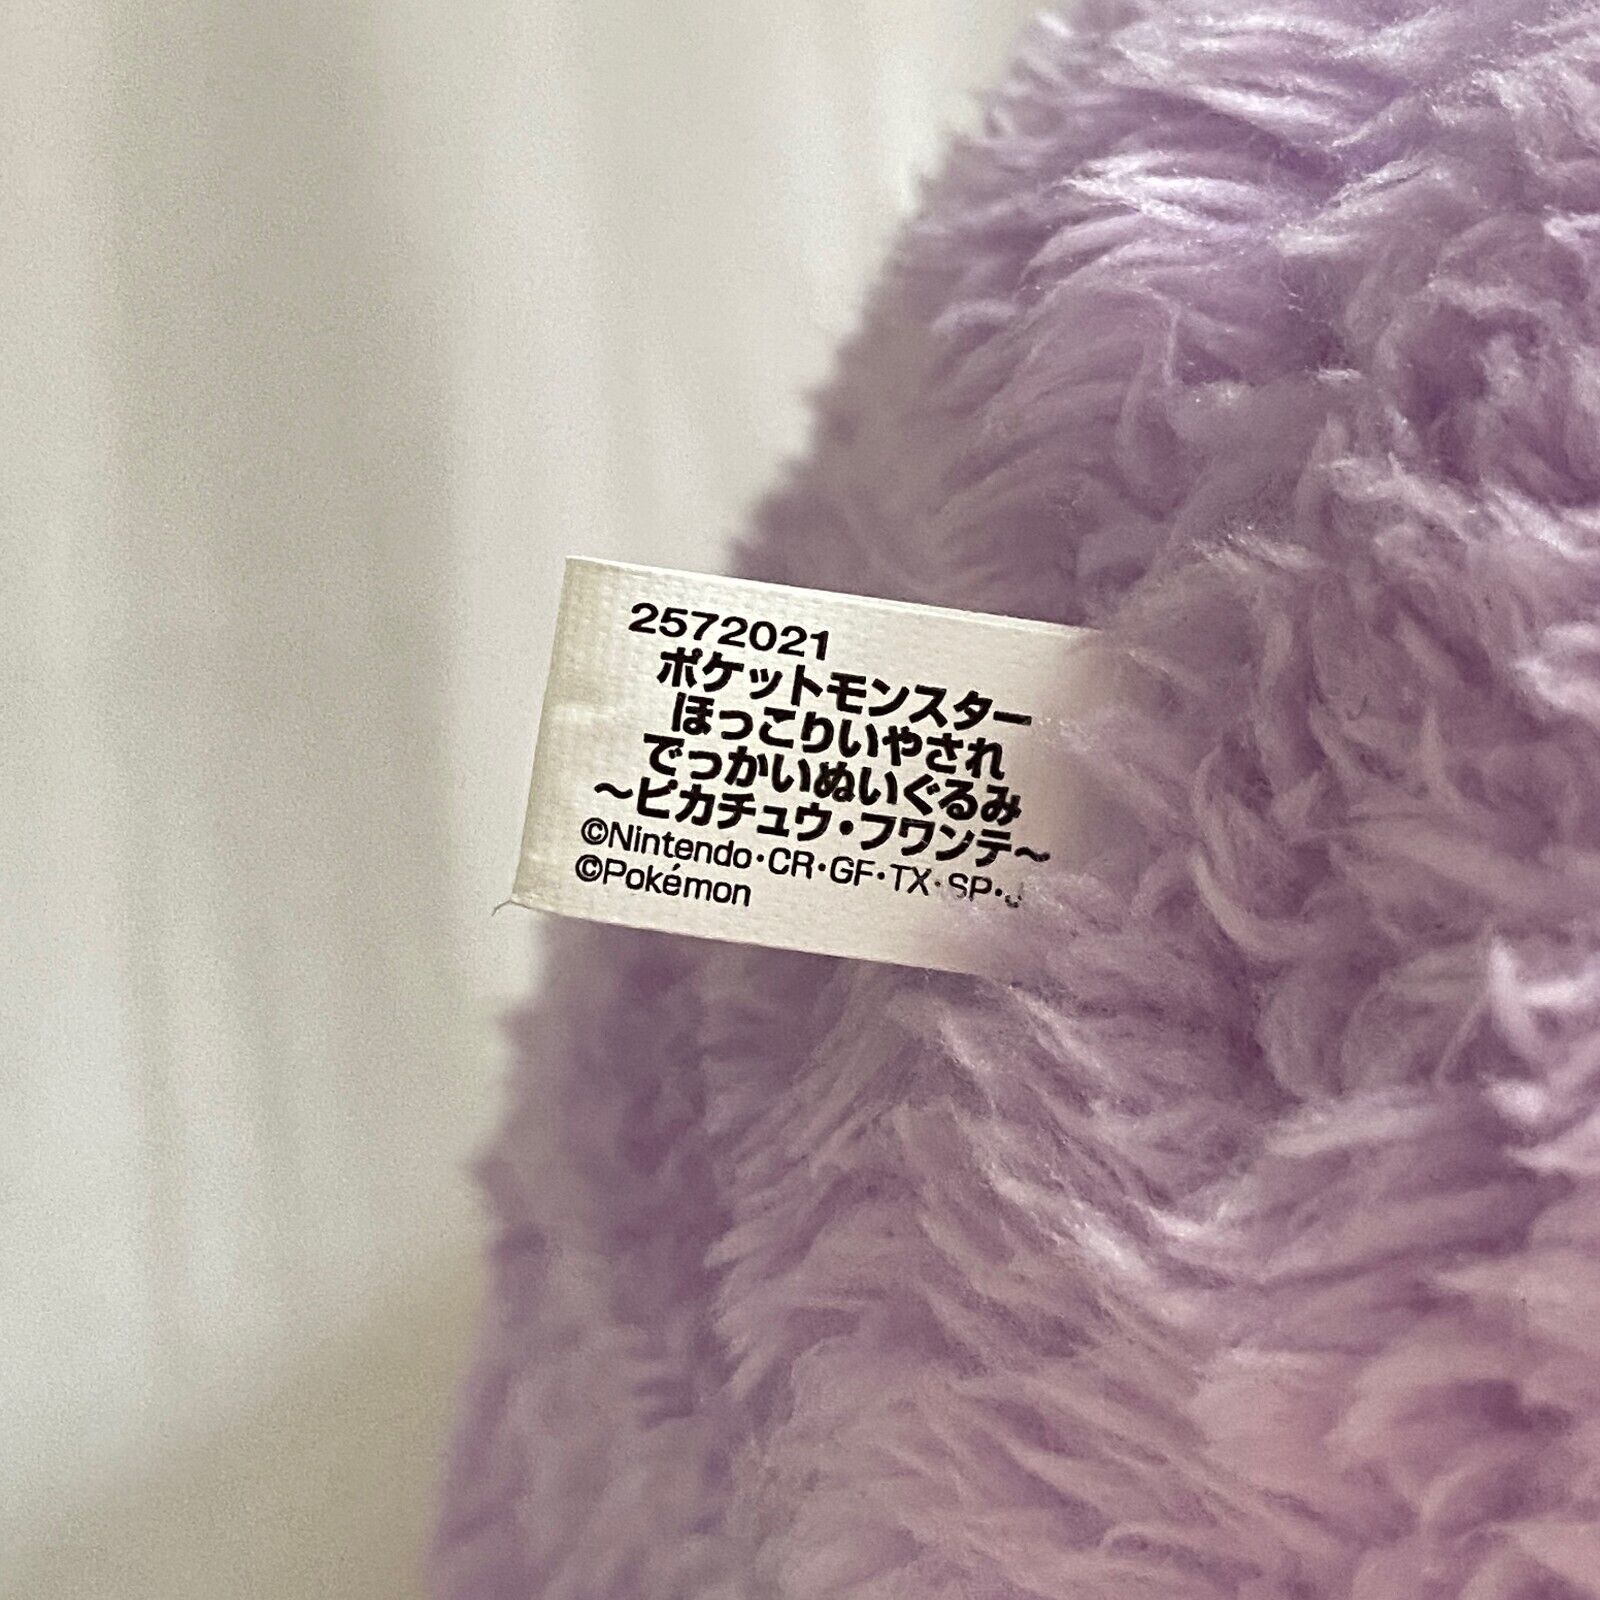 2572021
ポケットモンスター
ほっこりいやされ
でっかいぬいぐるみ
～ピカチュウ・フワンテ～
©Nintendo・CR・GF・TX・SP・J
©Pokémon